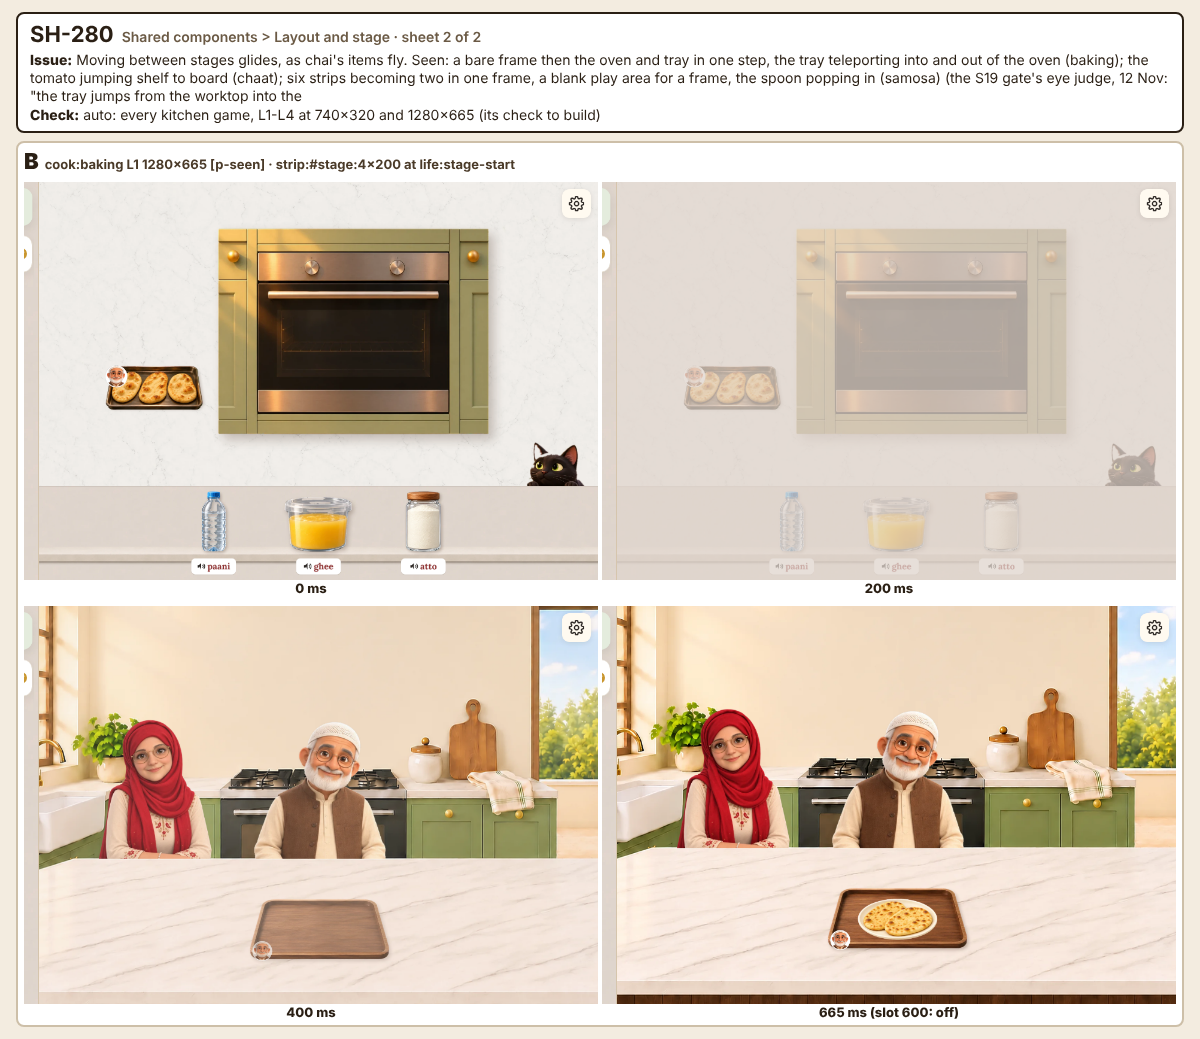 SH-280 Shared components > Layout and stage · sheet 2 of 2
Issue: Moving between stages glides, as chai's items fly. Seen: a bare frame then the oven and tray in one step, the tray teleporting into and out of the oven (baking); the
tomato jumping shelf to board (chaat); six strips becoming two in one frame, a blank play area for a frame, the spoon popping in (samosa) (the S19 gate's eye judge, 12 Nov:
"the tray jumps from the worktop into the
Check: auto: every kitchen game, L1-L4 at 740×320 and 1280×665 (its check to build)
B cook:baking L1 1280×665 [p-seen] · strip:#stage:4×200 at life:stage-start
paani ghee atto
paani ghee atto
0 ms 200 ms
400 ms 665 ms (slot 600: off)